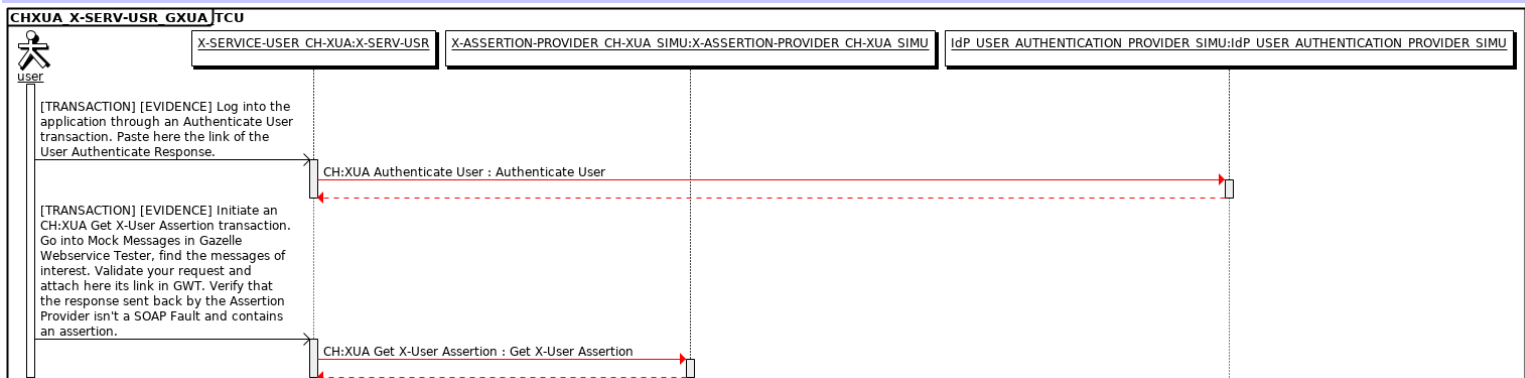 CHXUA_X-SERV-USR_GXUA_TCU
X-SERVICE-USER_CH-XUA:X-SERV-USR
X-ASSERTION-PROVIDER_CH-XUA_SIMU:X-ASSERTION-PROVIDER_CH-XUA_SIMU
IdP_USER_AUTHENTICATION_PROVIDER_SIMU:IdP_USER_AUTHENTICATION_PROVIDER_SIMU
user
[TRANSACTION] [EVIDENCE] Log into the
application through an Authenticate User
transaction. Paste here the link of the
User Authenticate Response.
CH:XUA Authenticate User : Authenticate User
[TRANSACTION] [EVIDENCE] Initiate an
CH:XUA Get X-User Assertion transaction.
Go into Mock Messages in Gazelle
Webservice Tester, find the messages of
interest. Validate your request and
attach here its link in GWT. Verify that
the response sent back by the Assertion
Provider isn't a SOAP Fault and contains
an assertion.
CH:XUA Get X-User Assertion : Get X-User Assertion